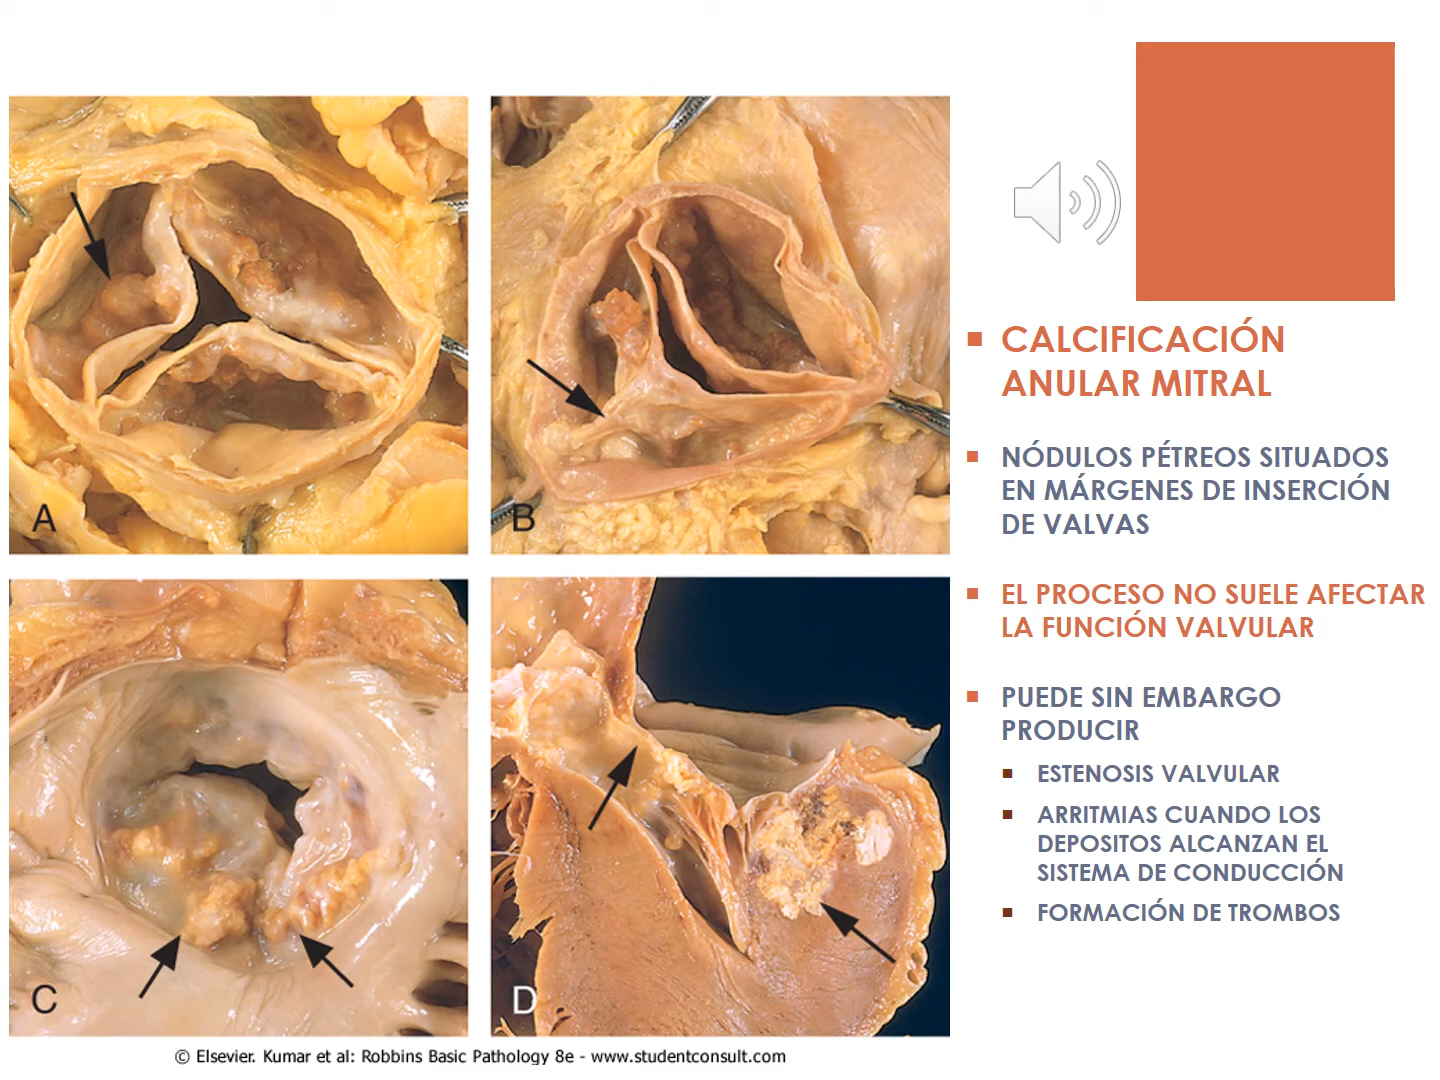 A
B
C
D
© Elsevier. Kumar et al: Robbins Basic Pathology 8e - www.studentconsult.com
CALCIFICACIÓN
ANULAR MITRAL
NÓDULOS PÉTREOS SITUADOS
EN MÁRGENES DE INSERCIÓN
DE VALVAS
EL PROCESO NO SUELE AFECTAR
LA FUNCIÓN VALVULAR
PUEDE SIN EMBARGO
PRODUCIR
ESTENOSIS VALVULAR
ARRITMIAS CUANDO LOS
DEPOSITOS ALCANZAN EL
SISTEMA DE CONDUCCIÓN
FORMACIÓN DE TROMBOS